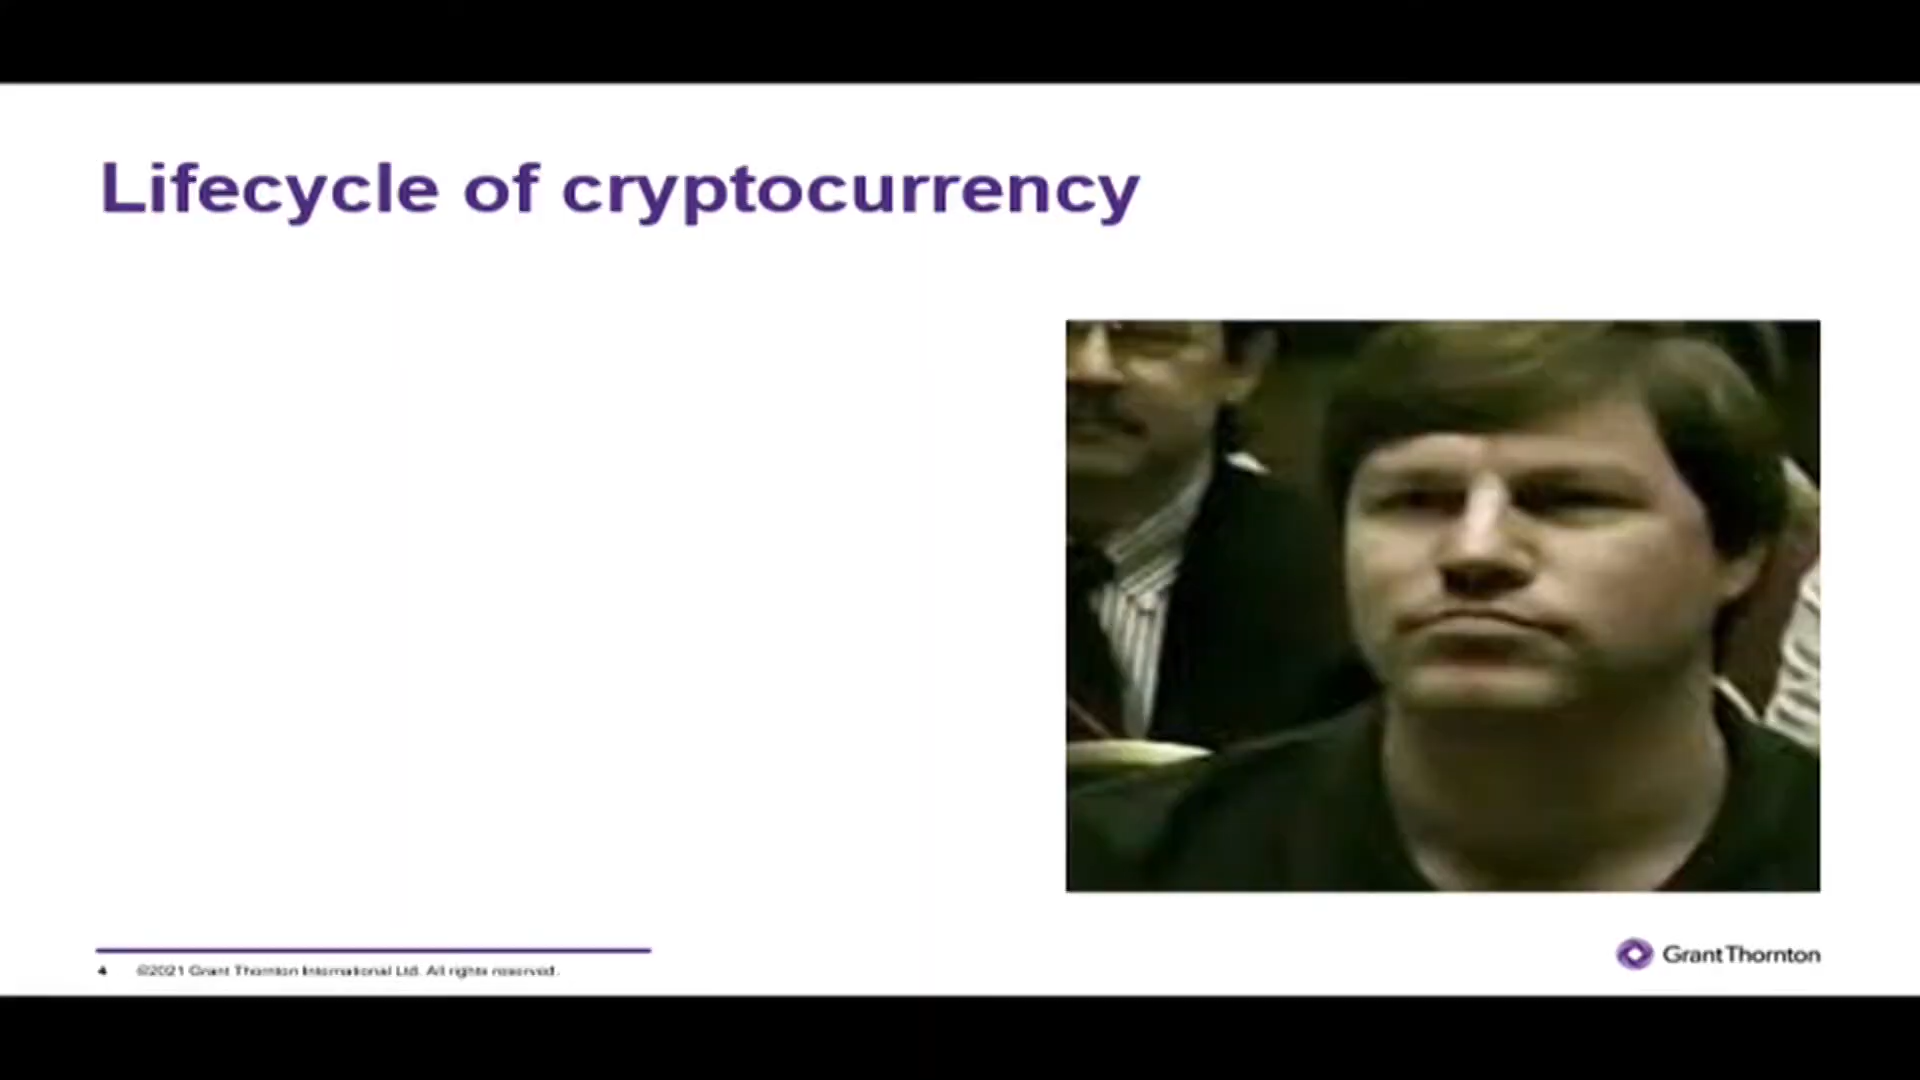 Lifecycle of cryptocurrency
4 ©2021 Grant Thornton International Ltd. All rights reserved.
Grant Thornton